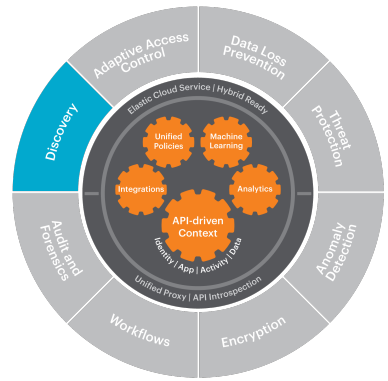 Adaptive Access
Control
Data Loss
Prevention
Threat
Protection
Anomaly
Detection
Encryption
Workflows
Audit and
Forensics
Discovery
Elastic Cloud Service | Hybrid Ready
Unified
Policies
Machine
Learning
Integrations
Analytics
API-driven
Context
Identity | App | Activity | Data
Unified Proxy | API Introspection